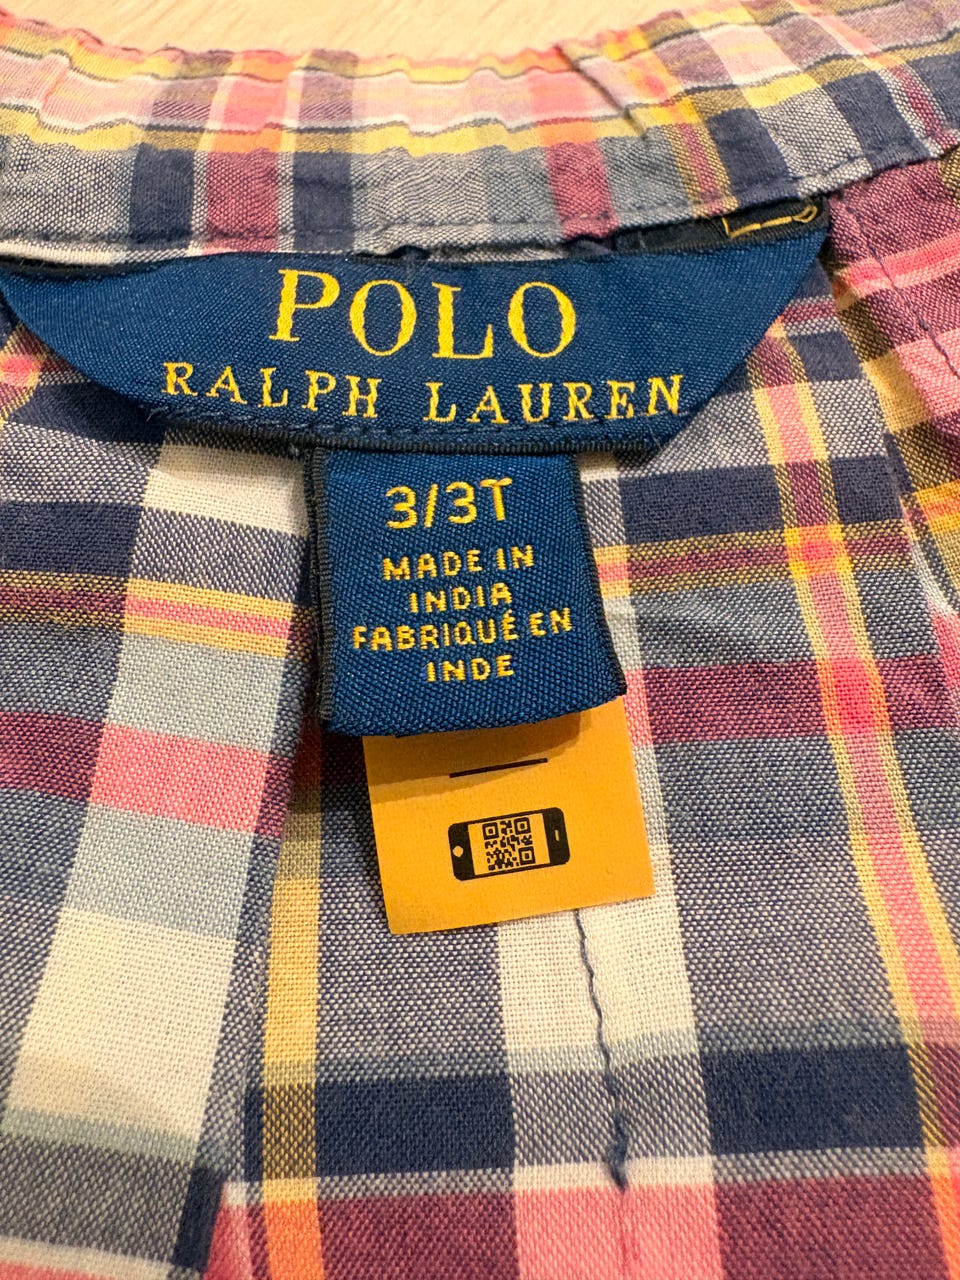 POLO
RALPH LAUREN
3/3T
MADE IN
INDIA
FABRIQUÉ EN
INDE